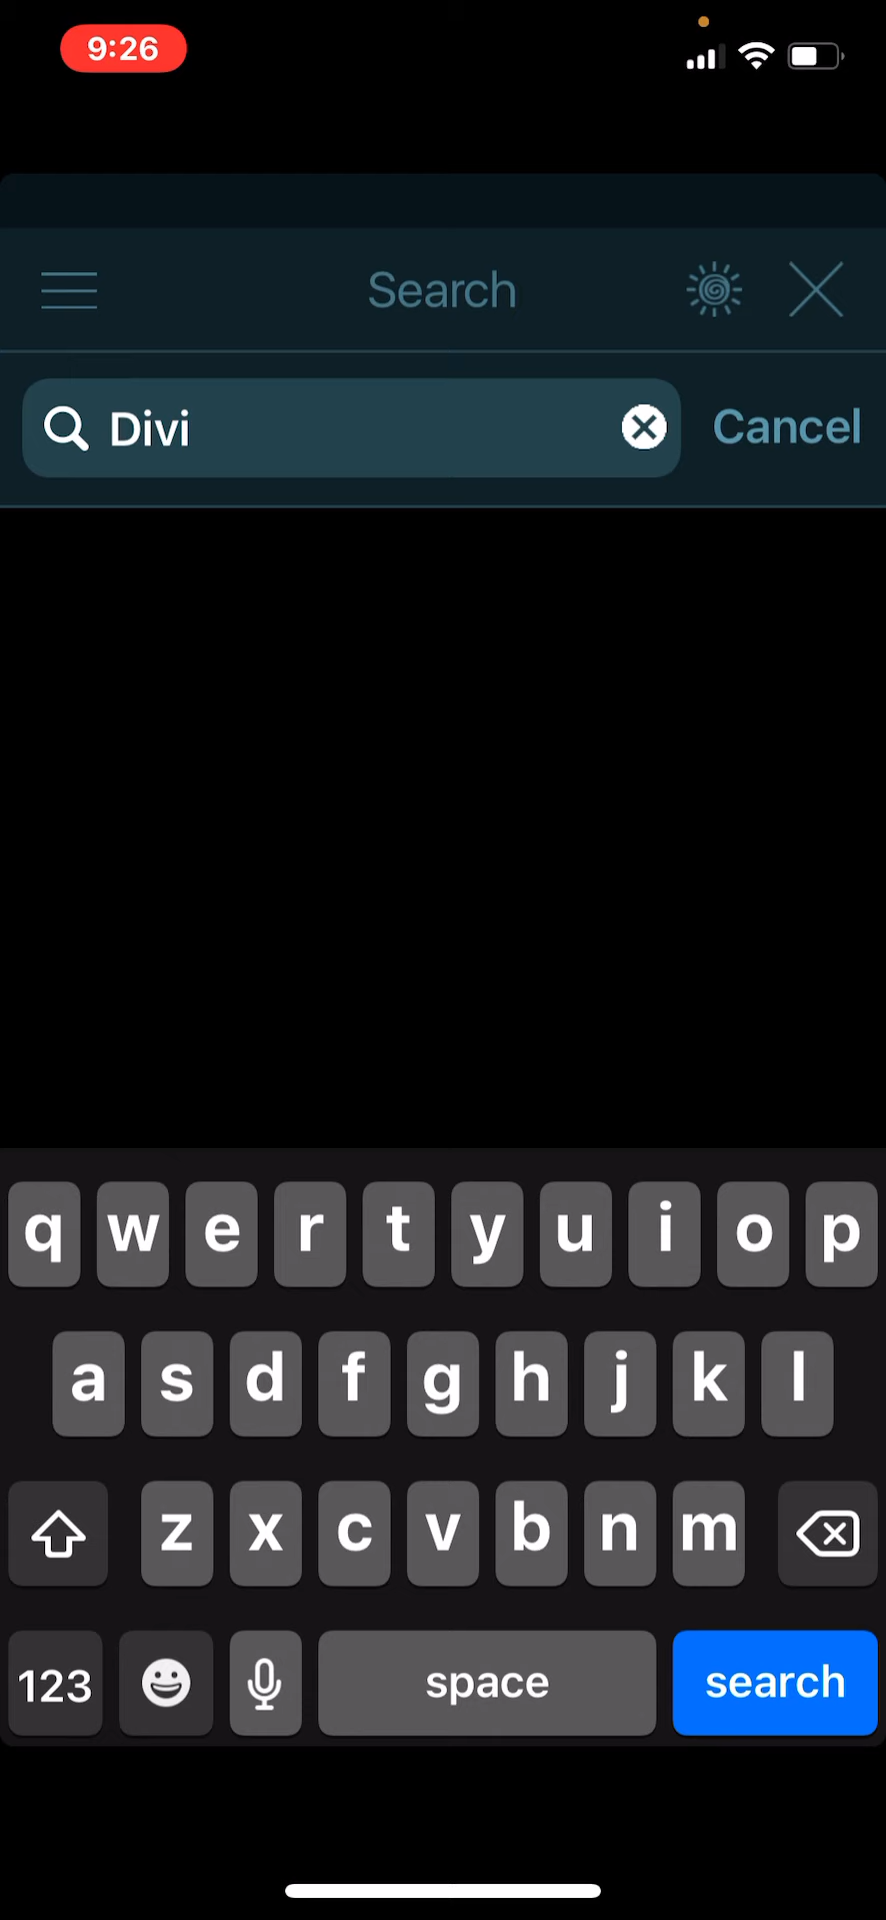 9:26
Search
Divi
Cancel
q w e r t y u i o p
a s d f g h j k l
z x c v b n m
123 space search